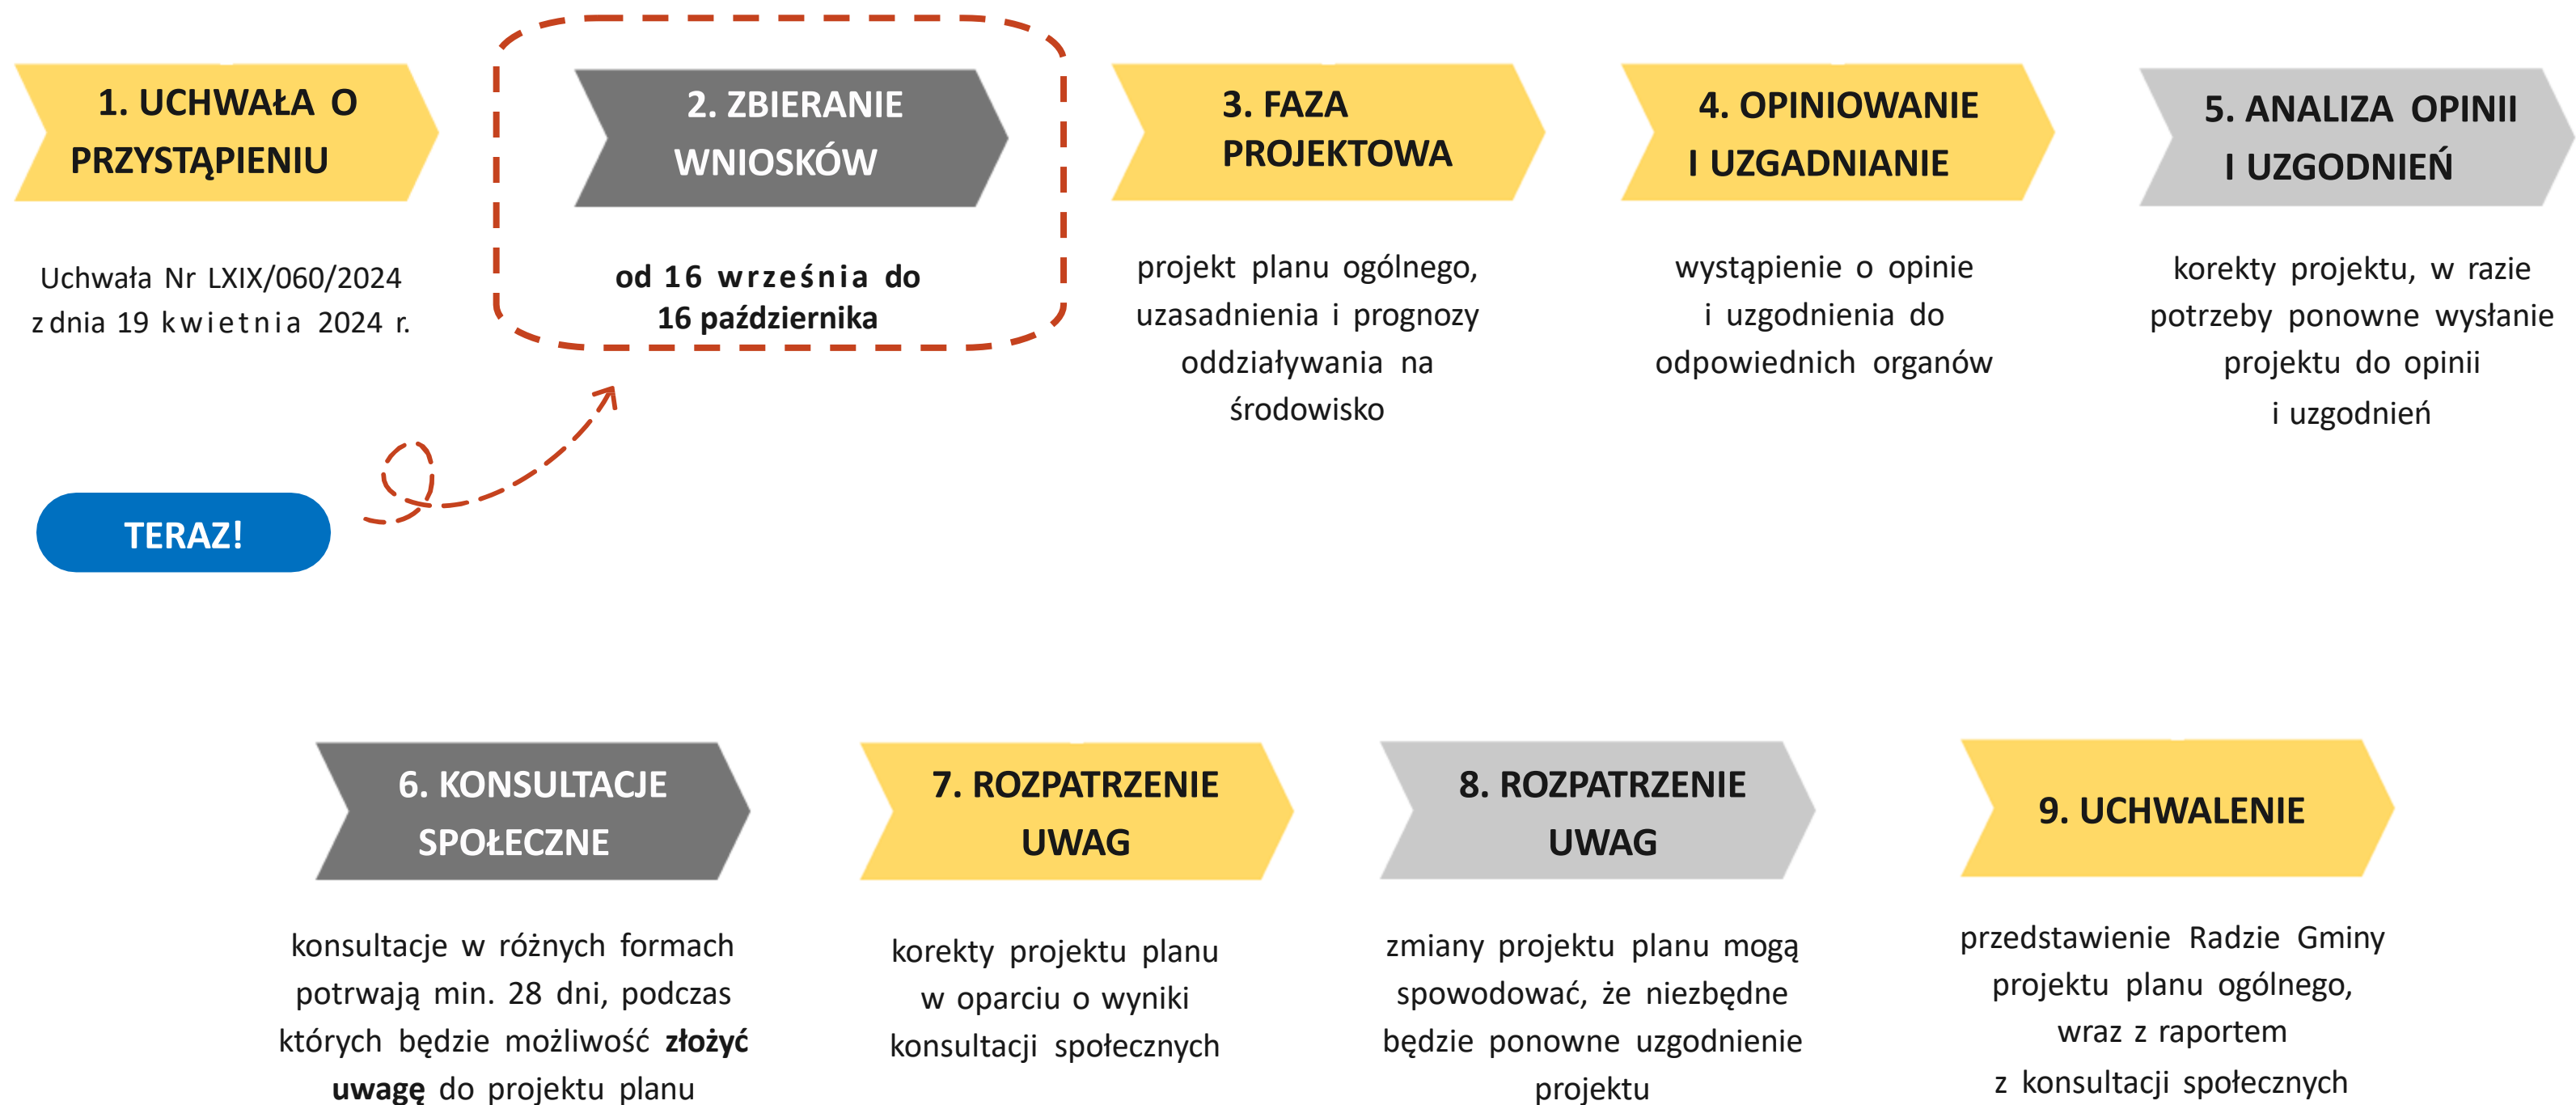 1. UCHWAŁA O
PRZYSTĄPIENIU
Uchwała Nr LXIX/060/2024
z dnia 19 kwietnia 2024 r.
2. ZBIERANIE
WNIOSKÓW
od 16 września do
16 października
3. FAZA
PROJEKTOWA
projekt planu ogólnego,
uzasadnienia i prognozy
oddziaływania na
środowisko
4. OPINIOWANIE
I UZGADNIANIE
wystąpienie o opinie
i uzgodnienia do
odpowiednich organów
5. ANALIZA OPINII
I UZGODNIEŃ
korekty projektu, w razie
potrzeby ponowne wysłanie
projektu do opinii
i uzgodnień
TERAZ!
6. KONSULTACJE
SPOŁECZNE
konsultacje w różnych formach
potrwają min. 28 dni, podczas
których będzie możliwość złożyć
uwagę do projektu planu
7. ROZPATRZENIE
UWAG
korekty projektu planu
w oparciu o wyniki
konsultacji społecznych
8. ROZPATRZENIE
UWAG
zmiany projektu planu mogą
spowodować, że niezbędne
będzie ponowne uzgodnienie
projektu
9. UCHWALENIE
przedstawienie Radzie Gminy
projektu planu ogólnego,
wraz z raportem
z konsultacji społecznych